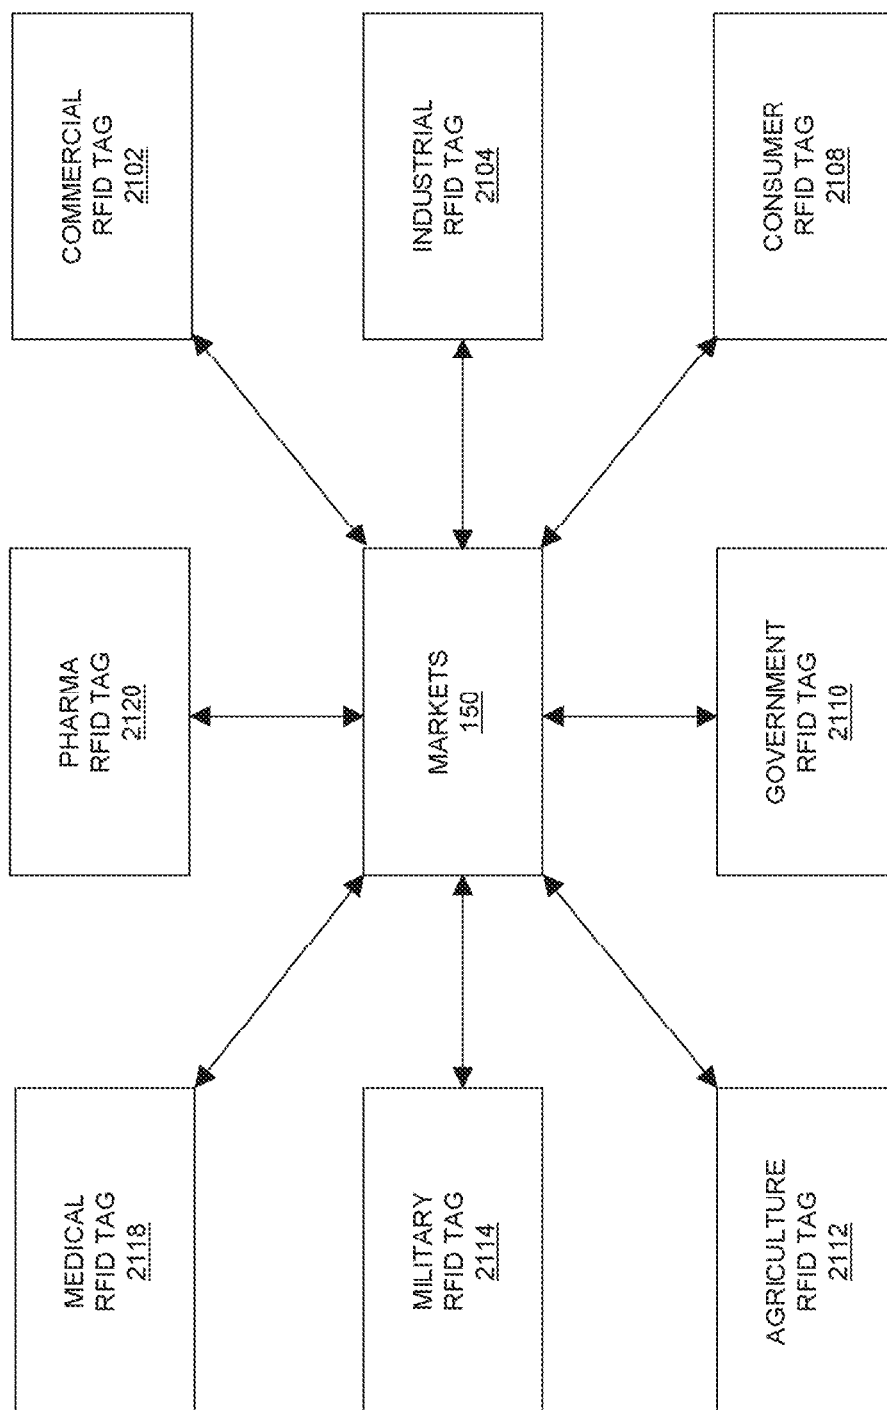 MEDICAL
RFID TAG
2118
PHARMA
RFID TAG
2120
COMMERCIAL
RFID TAG
2102
MILITARY
RFID TAG
2114
MARKETS
150
INDUSTRIAL
RFID TAG
2104
AGRICULTURE
RFID TAG
2112
GOVERNMENT
RFID TAG
2110
CONSUMER
RFID TAG
2108